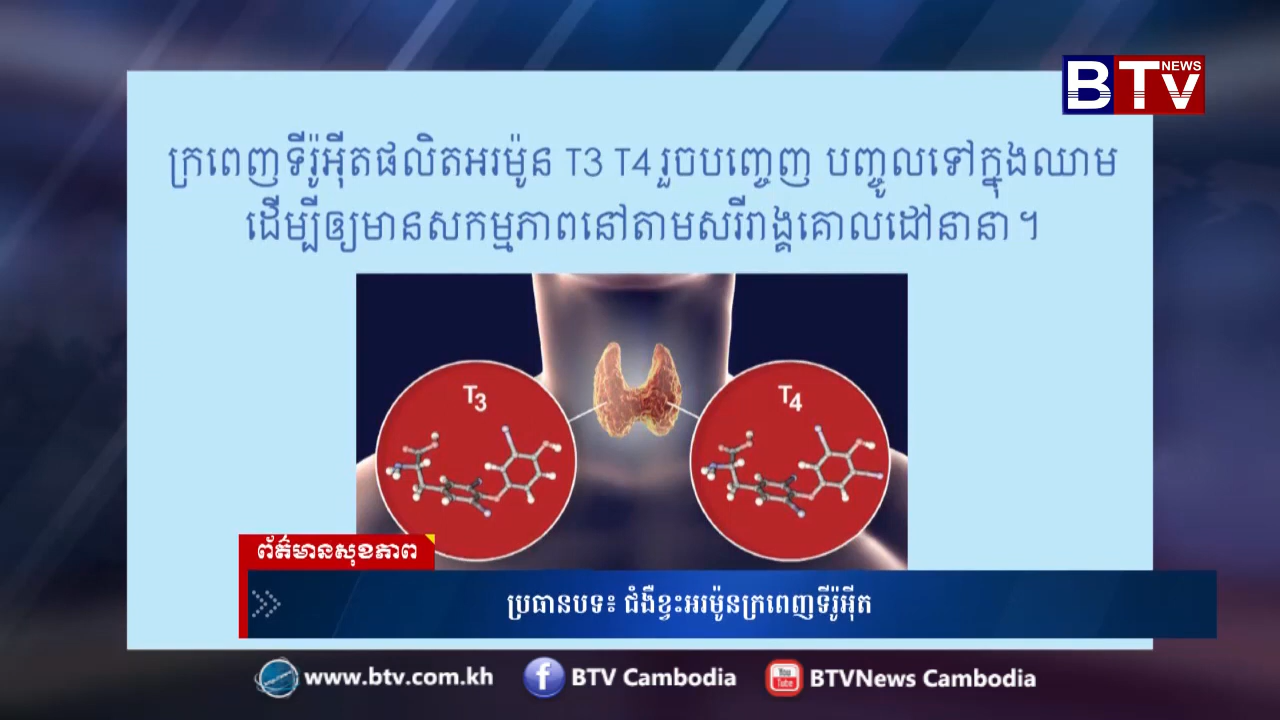 BTV NEWS
ក្រពេញទីរ៉ូអ៊ីតផលិតអរម៉ូន T3 T4 រួចបញ្ចេញ បញ្ចូលទៅក្នុងឈាម
ដើម្បីឲ្យមានសកម្មភាពនៅតាមសរីរាង្គគោលដៅនានា។
T3
T4
ព័ត៌មានសុខភាព
ប្រធានបទ៖ ជំងឺខ្វះអរម៉ូនក្រពេញទីរ៉ូអ៊ីត
www.btv.com.kh
BTV Cambodia
You Tube
BTVNews Cambodia